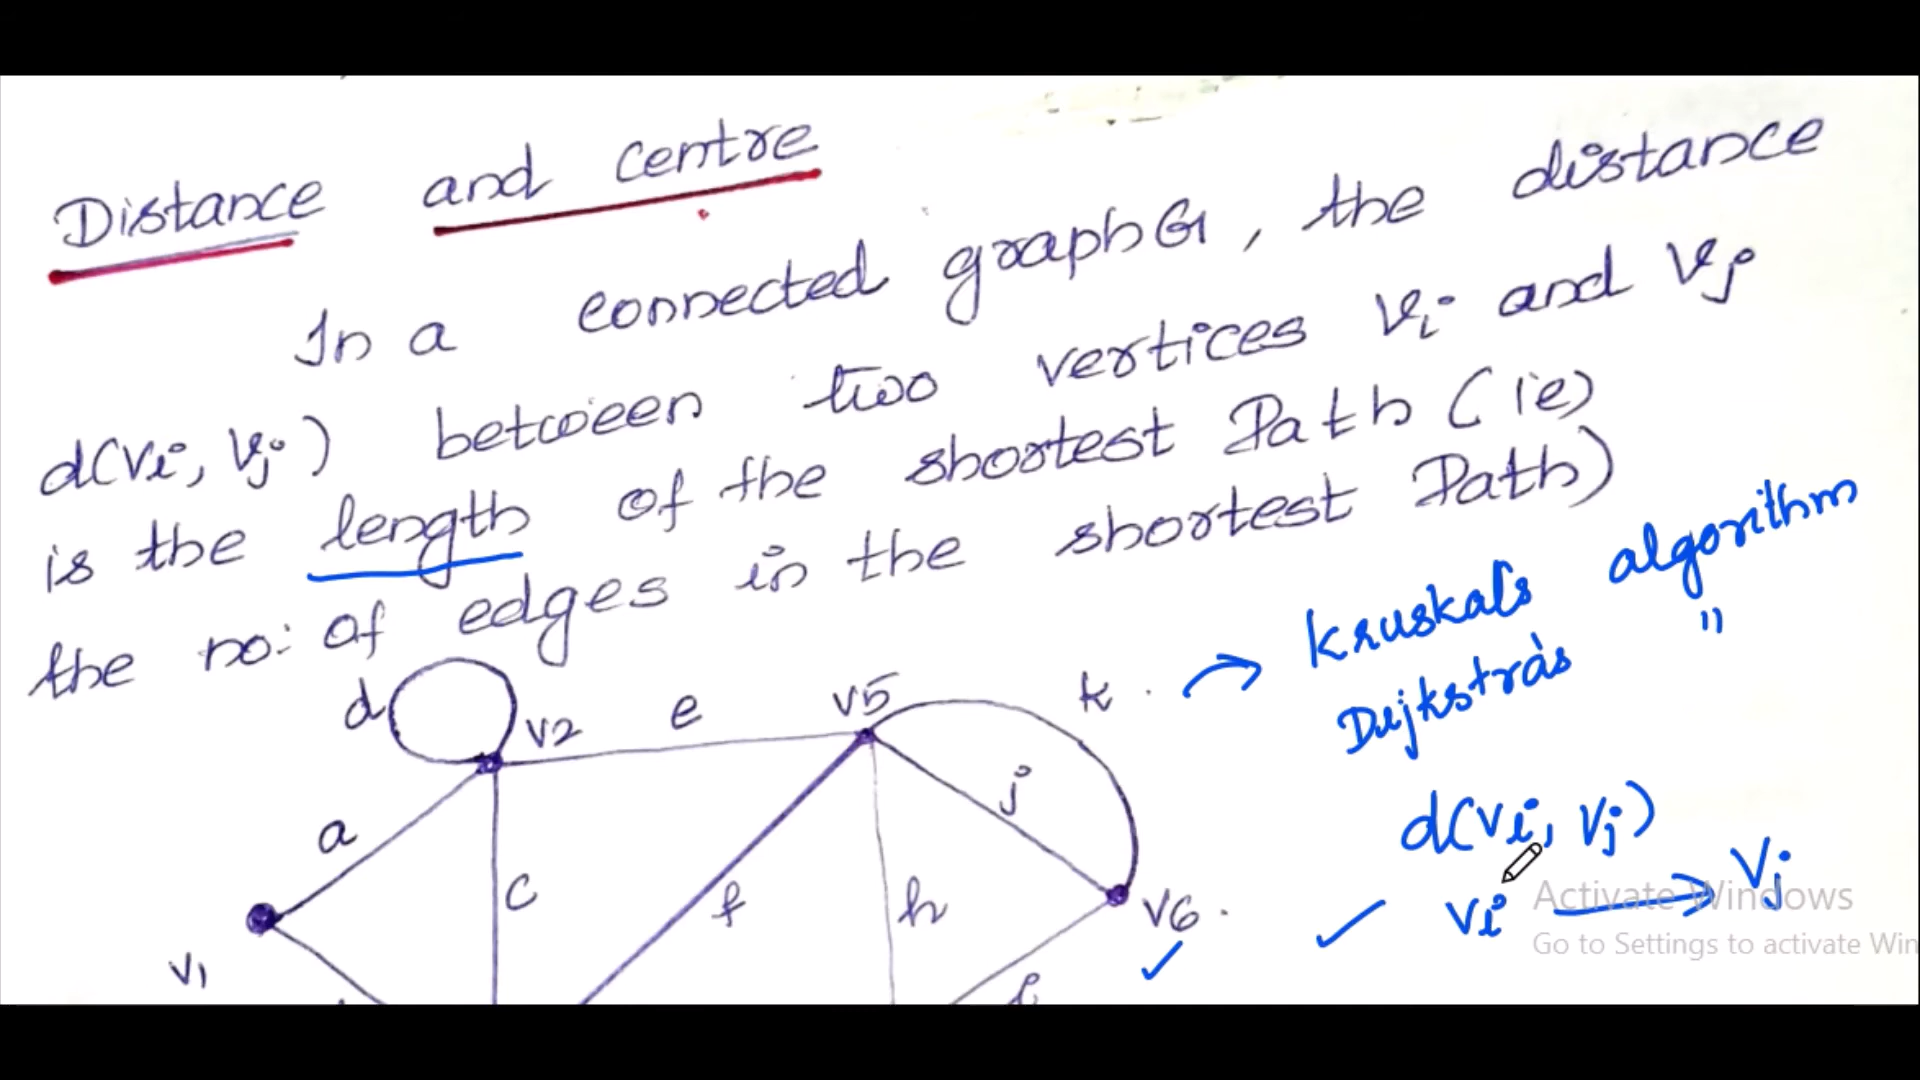 Distance and centre
In a connected graph G, the distance
d(vi, vj) between two vertices vi and vj
is the length of the shortest Path (ie)
the no: of edges in the shortest Path)
kruskal's algorithm
Dijkstra's "
d v2 e v5 k
a j
c f h
v1 v6
l
d(vi, vj)
vi → vj
Activate Windows
Go to Settings to activate Win